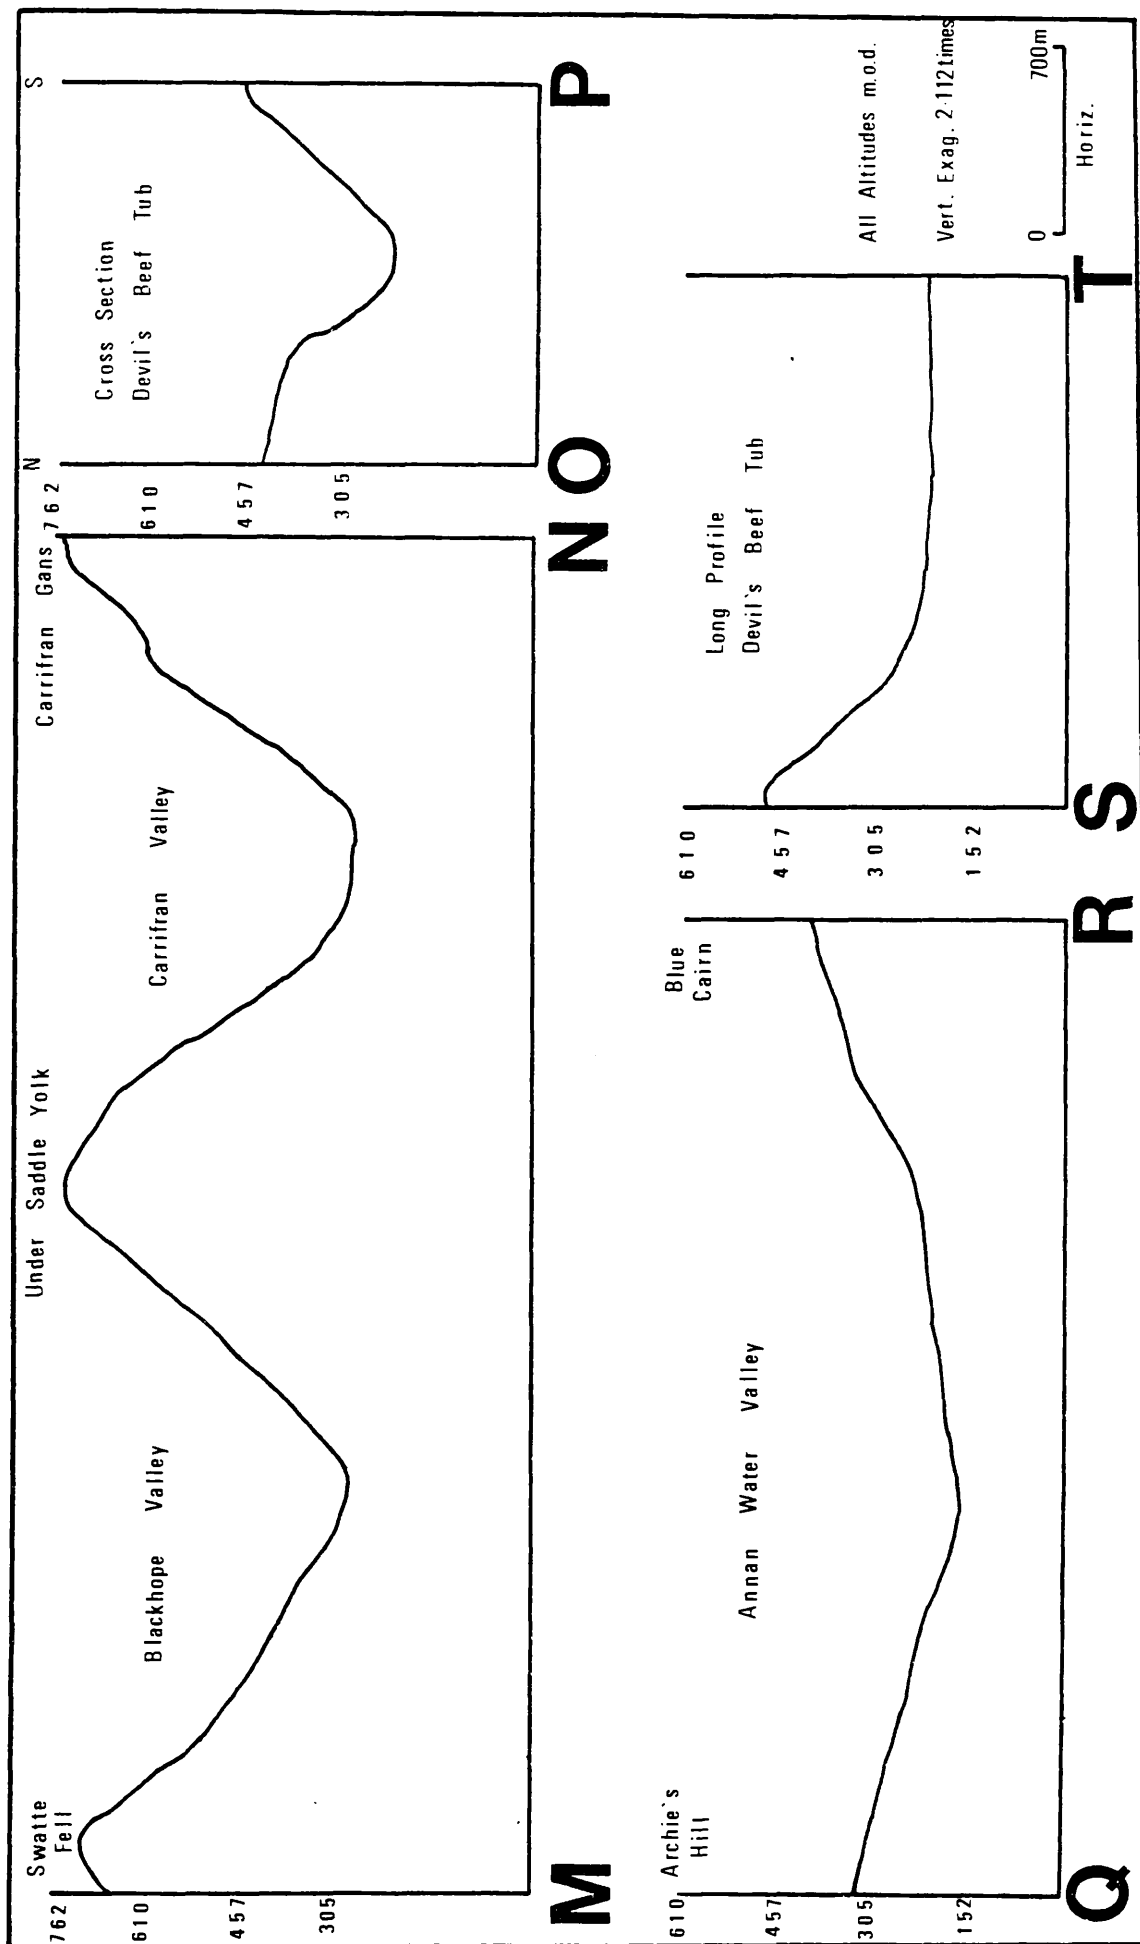 Swatte
Fell
Under Saddle Yolk
Carrifran Gans
762
610
457
305
Blackhope Valley
Carrifran Valley
M
N
762
610
457
305
N
S
Cross Section
Devil's Beef Tub
O
P
Archie's
Hill
Blue
Cairn
610
457
305
152
Annan Water Valley
Q
R
610
457
305
152
Long Profile
Devil's Beef Tub
S
T
All Altitudes m.o.d.
Vert. Exag. 2·112times
0
700m
Horiz.